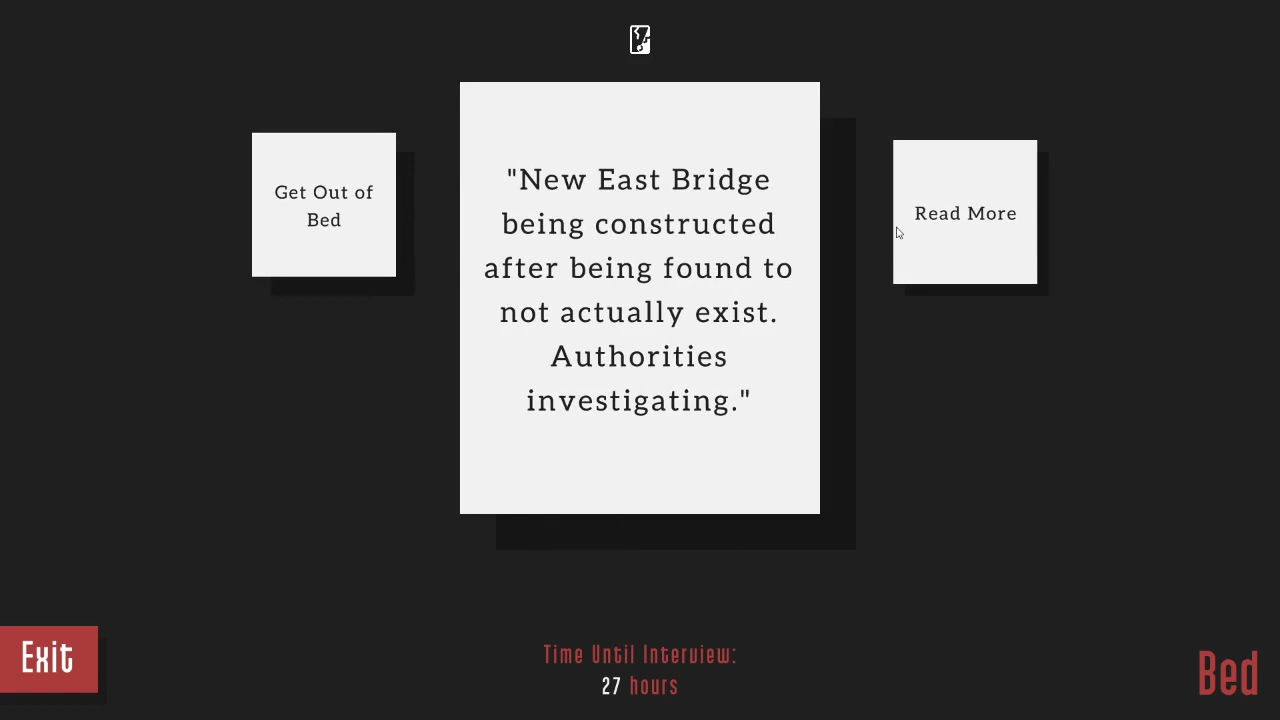 Get Out of
Bed
"New East Bridge
being constructed
after being found to
not actually exist.
Authorities
investigating."
Read More
Exit
Time Until Interview:
27 hours
Bed